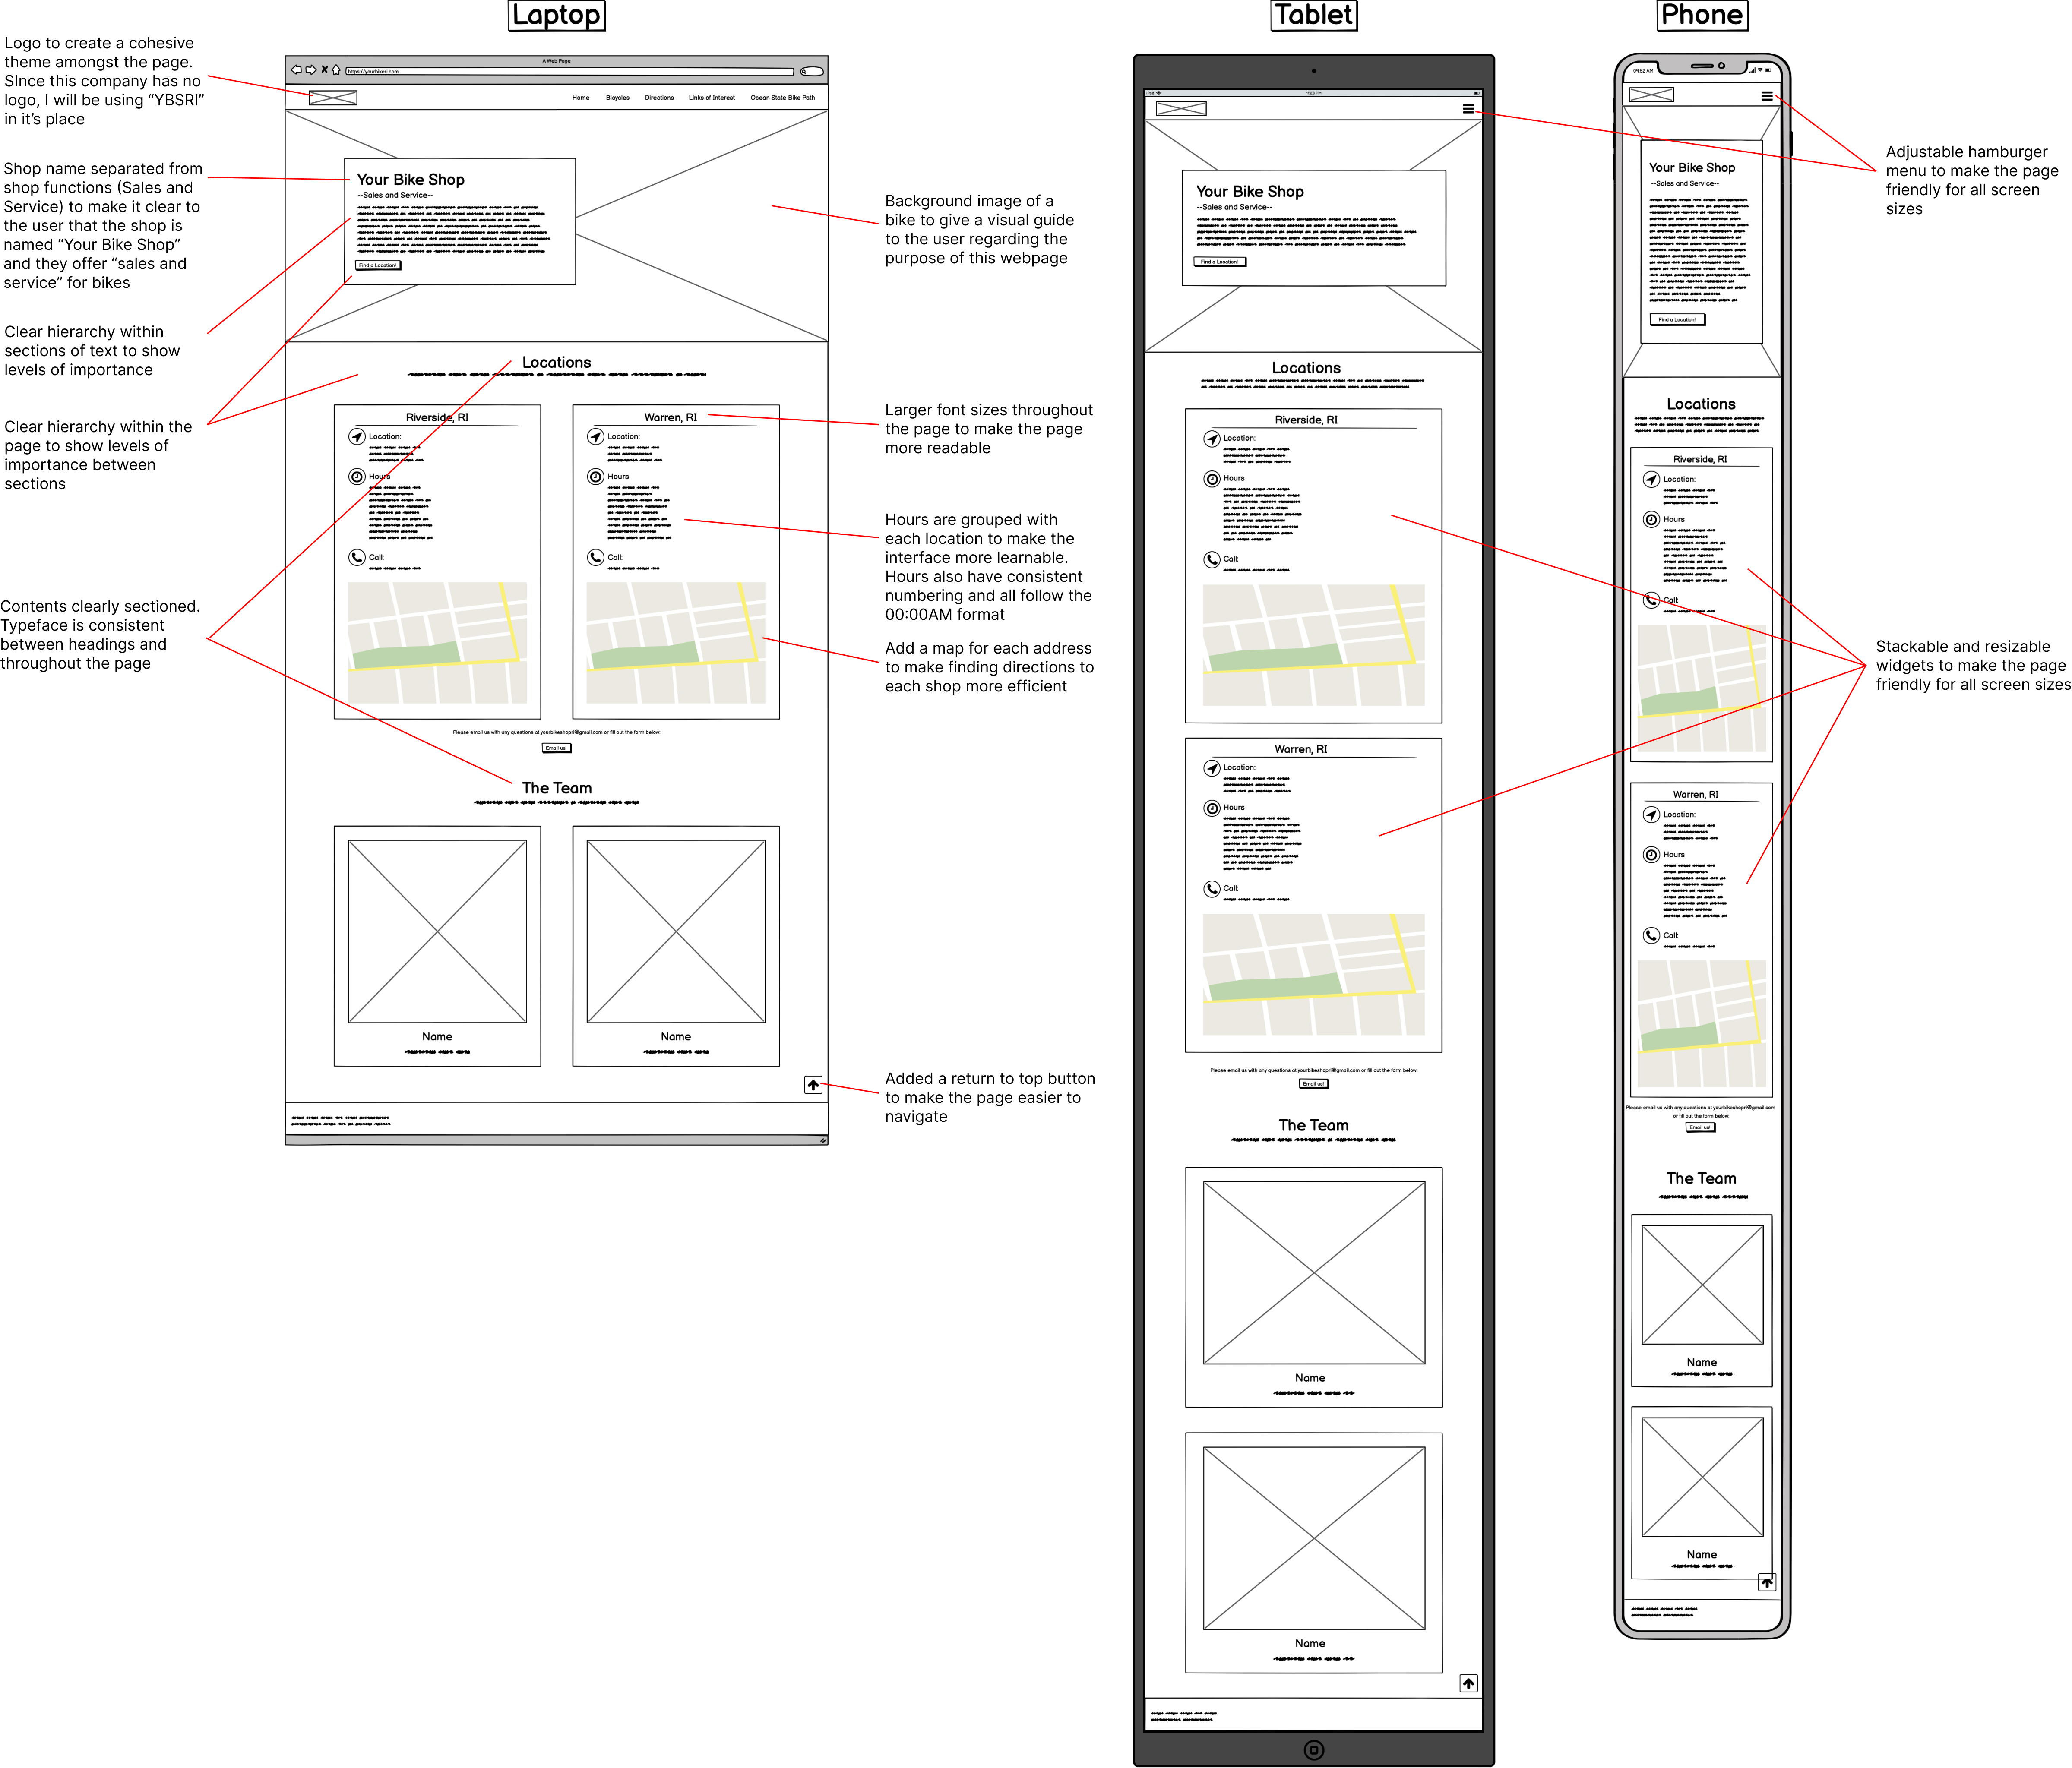 Laptop
Tablet
Phone
Logo to create a cohesive
theme amongst the page.
SInce this company has no
logo, I will be using “YBSRI”
in it’s place
Shop name separated from
shop functions (Sales and
Service) to make it clear to
the user that the shop is
named “Your Bike Shop”
and they offer “sales and
service” for bikes
Clear hierarchy within
sections of text to show
levels of importance
Clear hierarchy within the
page to show levels of
importance between
sections
Contents clearly sectioned.
Typeface is consistent
between headings and
throughout the page
A Web Page
https://yourbikeri.com
Home Bicycles Directions Links of Interest Ocean State Bike Path
Your Bike Shop
--Sales and Service--
Find a Location!
Locations
Riverside, RI
Location:
Hours
Call:
Warren, RI
Location:
Hours
Call:
Please email us with any questions at yourbikeshopri@gmail.com or fill out the form below:
Email us!
The Team
Name
Name
Background image of a
bike to give a visual guide
to the user regarding the
purpose of this webpage
Larger font sizes throughout
the page to make the page
more readable
Hours are grouped with
each location to make the
interface more learnable.
Hours also have consistent
numbering and all follow the
00:00AM format
Add a map for each address
to make finding directions to
each shop more efficient
Added a return to top button
to make the page easier to
navigate
iPod
11:26 PM
Your Bike Shop
--Sales and Service--
Find a Location!
Locations
Riverside, RI
Location:
Hours
Call:
Warren, RI
Location:
Hours
Call:
Please email us with any questions at yourbikeshopri@gmail.com or fill out the form below:
Email us!
The Team
Name
Name
09:52 AM
Your Bike Shop
--Sales and Service--
Find a Location!
Locations
Riverside, RI
Location:
Hours
Call:
Warren, RI
Location:
Hours
Call:
Please email us with any questions at yourbikeshopri@gmail.com
or fill out the form below:
Email us!
The Team
Name
Name
Adjustable hamburger
menu to make the page
friendly for all screen
sizes
Stackable and resizable
widgets to make the page
friendly for all screen sizes